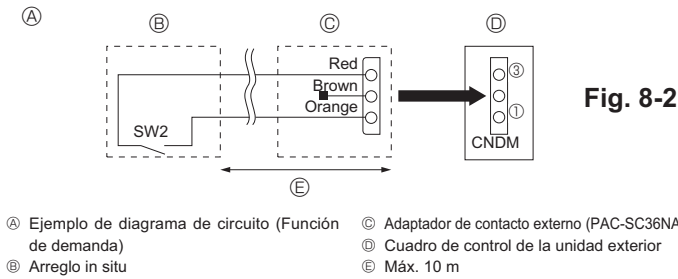 Ⓐ
Ⓑ
Ⓒ
Ⓓ
Red
Brown
Orange
SW2
③
①
CNDM
Fig. 8-2
Ⓔ
Ⓐ Ejemplo de diagrama de circuito (Función
de demanda)
Ⓑ Arreglo in situ
Ⓒ Adaptador de contacto externo (PAC-SC36NA
Ⓓ Cuadro de control de la unidad exterior
Ⓔ Máx. 10 m